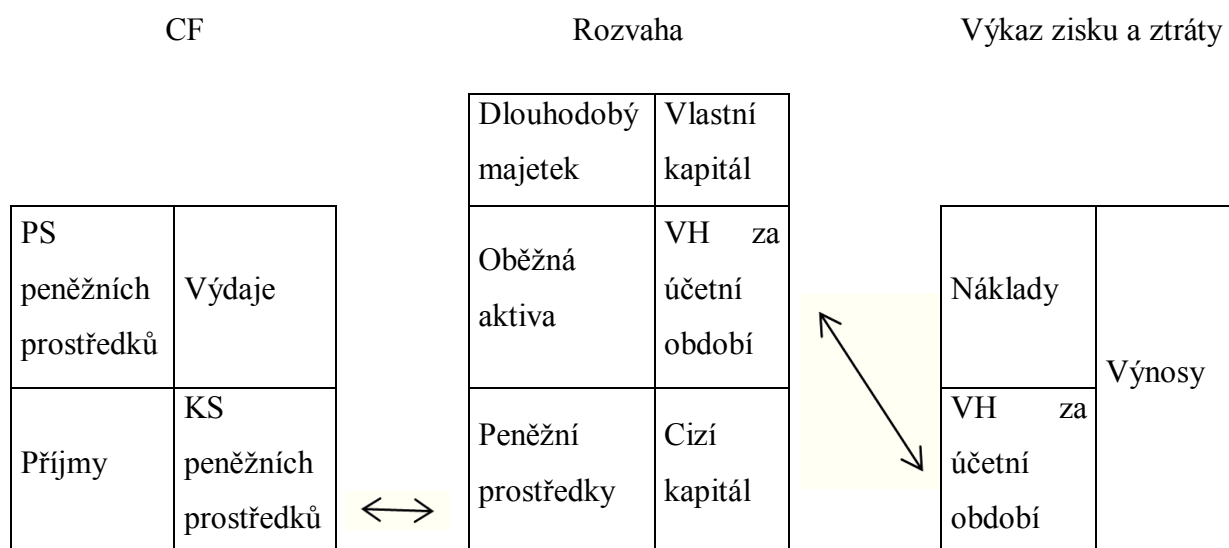 CF
Rozvaha
Výkaz zisku a ztráty
PS
peněžních
prostředků
Výdaje
Příjmy
KS
peněžních
prostředků
Dlouhodobý
majetek
Vlastní
kapitál
Oběžná
aktiva
VH za
účetní
období
Peněžní
prostředky
Cizí
kapitál
Náklady
Výnosy
VH za
účetní
období